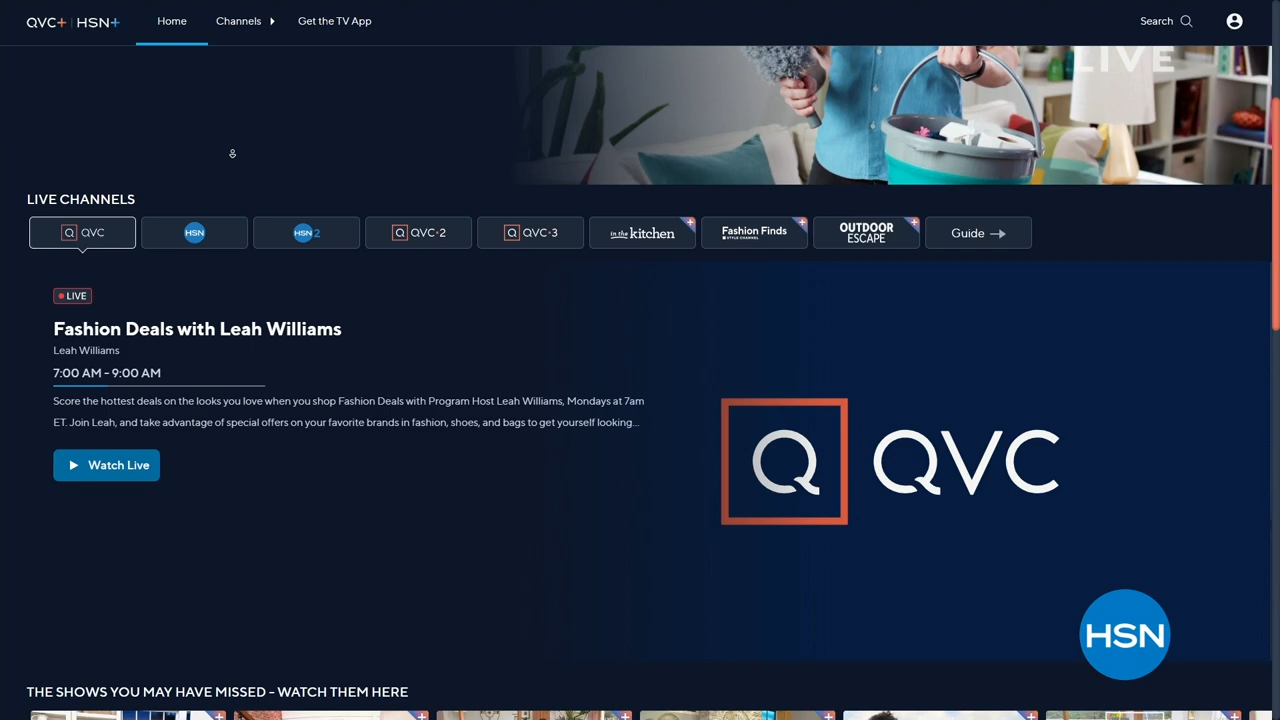 QVC+ | HSN+
Home
Channels
Get the TV App
Search
LIVE
LIVE CHANNELS
Q QVC
HSN
HSN 2
Q QVC•2
Q QVC•3
in the kitchen
Fashion Finds
STYLE CHANNEL
OUTDOOR
ESCAPE
Guide
LIVE
Fashion Deals with Leah Williams
Leah Williams
7:00 AM - 9:00 AM
Score the hottest deals on the looks you love when you shop Fashion Deals with Program Host Leah Williams, Mondays at 7am
ET. Join Leah, and take advantage of special offers on your favorite brands in fashion, shoes, and bags to get yourself looking...
Watch Live
Q QVC
HSN
THE SHOWS YOU MAY HAVE MISSED - WATCH THEM HERE